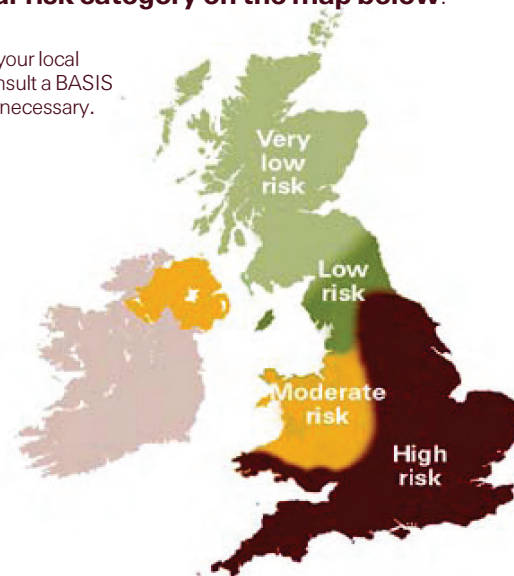 al risk category on the map below.
your local
nsult a BASIS
necessary.
Very
low
risk
Low
risk
Moderate
risk
High
risk